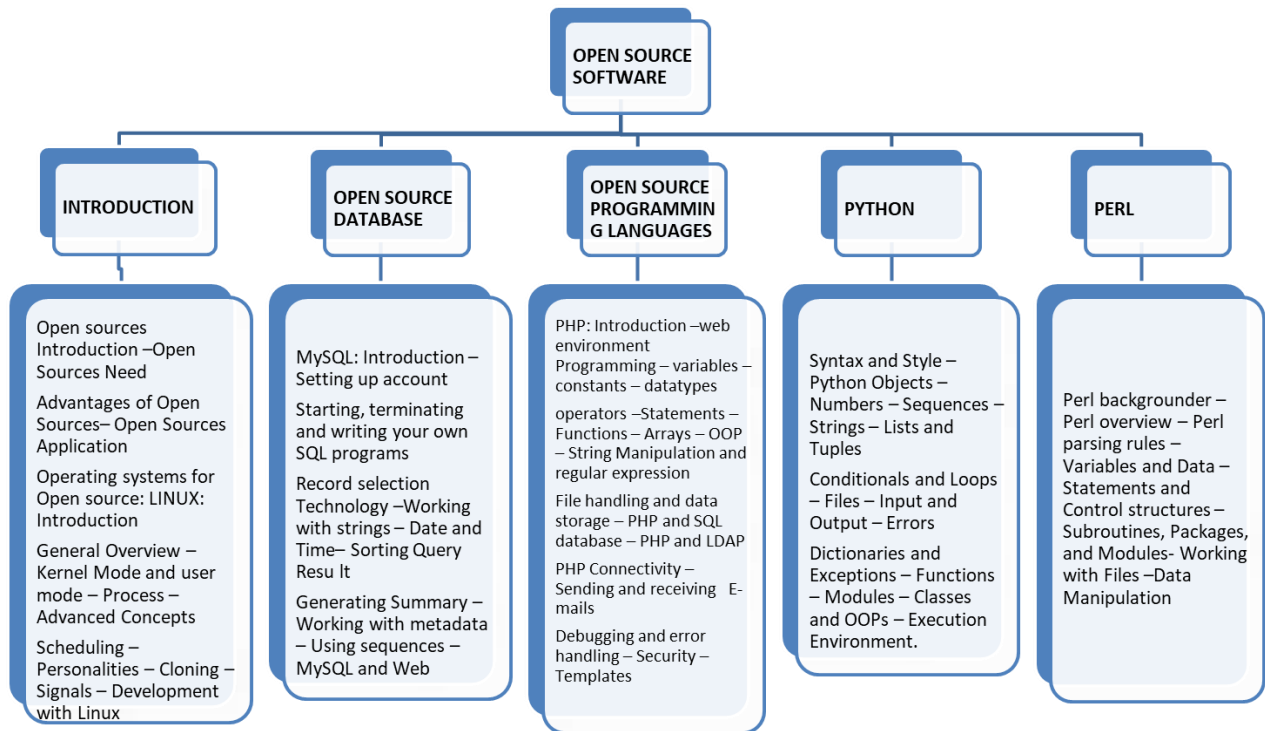 OPEN SOURCE
SOFTWARE
INTRODUCTION
OPEN SOURCE
DATABASE
OPEN SOURCE
PROGRAMMIN
G LANGUAGES
PYTHON
PERL
Open sources
Introduction –Open
Sources Need
Advantages of Open
Sources– Open Sources
Application
Operating systems for
Open source: LINUX:
Introduction
General Overview –
Kernel Mode and user
mode – Process –
Advanced Concepts
Scheduling –
Personalities – Cloning –
Signals – Development
with Linux
MySQL: Introduction –
Setting up account
Starting, terminating
and writing your own
SQL programs
Record selection
Technology –Working
with strings – Date and
Time– Sorting Query
Resu lt
Generating Summary –
Working with metadata
– Using sequences –
MySQL and Web
PHP: Introduction –web
environment
Programming – variables –
constants – datatypes
operators –Statements –
Functions – Arrays – OOP
– String Manipulation and
regular expression
File handling and data
storage – PHP and SQL
database – PHP and LDAP
PHP Connectivity –
Sending and receiving E-
mails
Debugging and error
handling – Security –
Templates
Syntax and Style –
Python Objects –
Numbers – Sequences –
Strings – Lists and
Tuples
Conditionals and Loops
– Files – Input and
Output – Errors
Dictionaries and
Exceptions – Functions
– Modules – Classes
and OOPs – Execution
Environment.
Perl backgrounder –
Perl overview – Perl
parsing rules –
Variables and Data –
Statements and
Control structures –
Subroutines, Packages,
and Modules- Working
with Files –Data
Manipulation